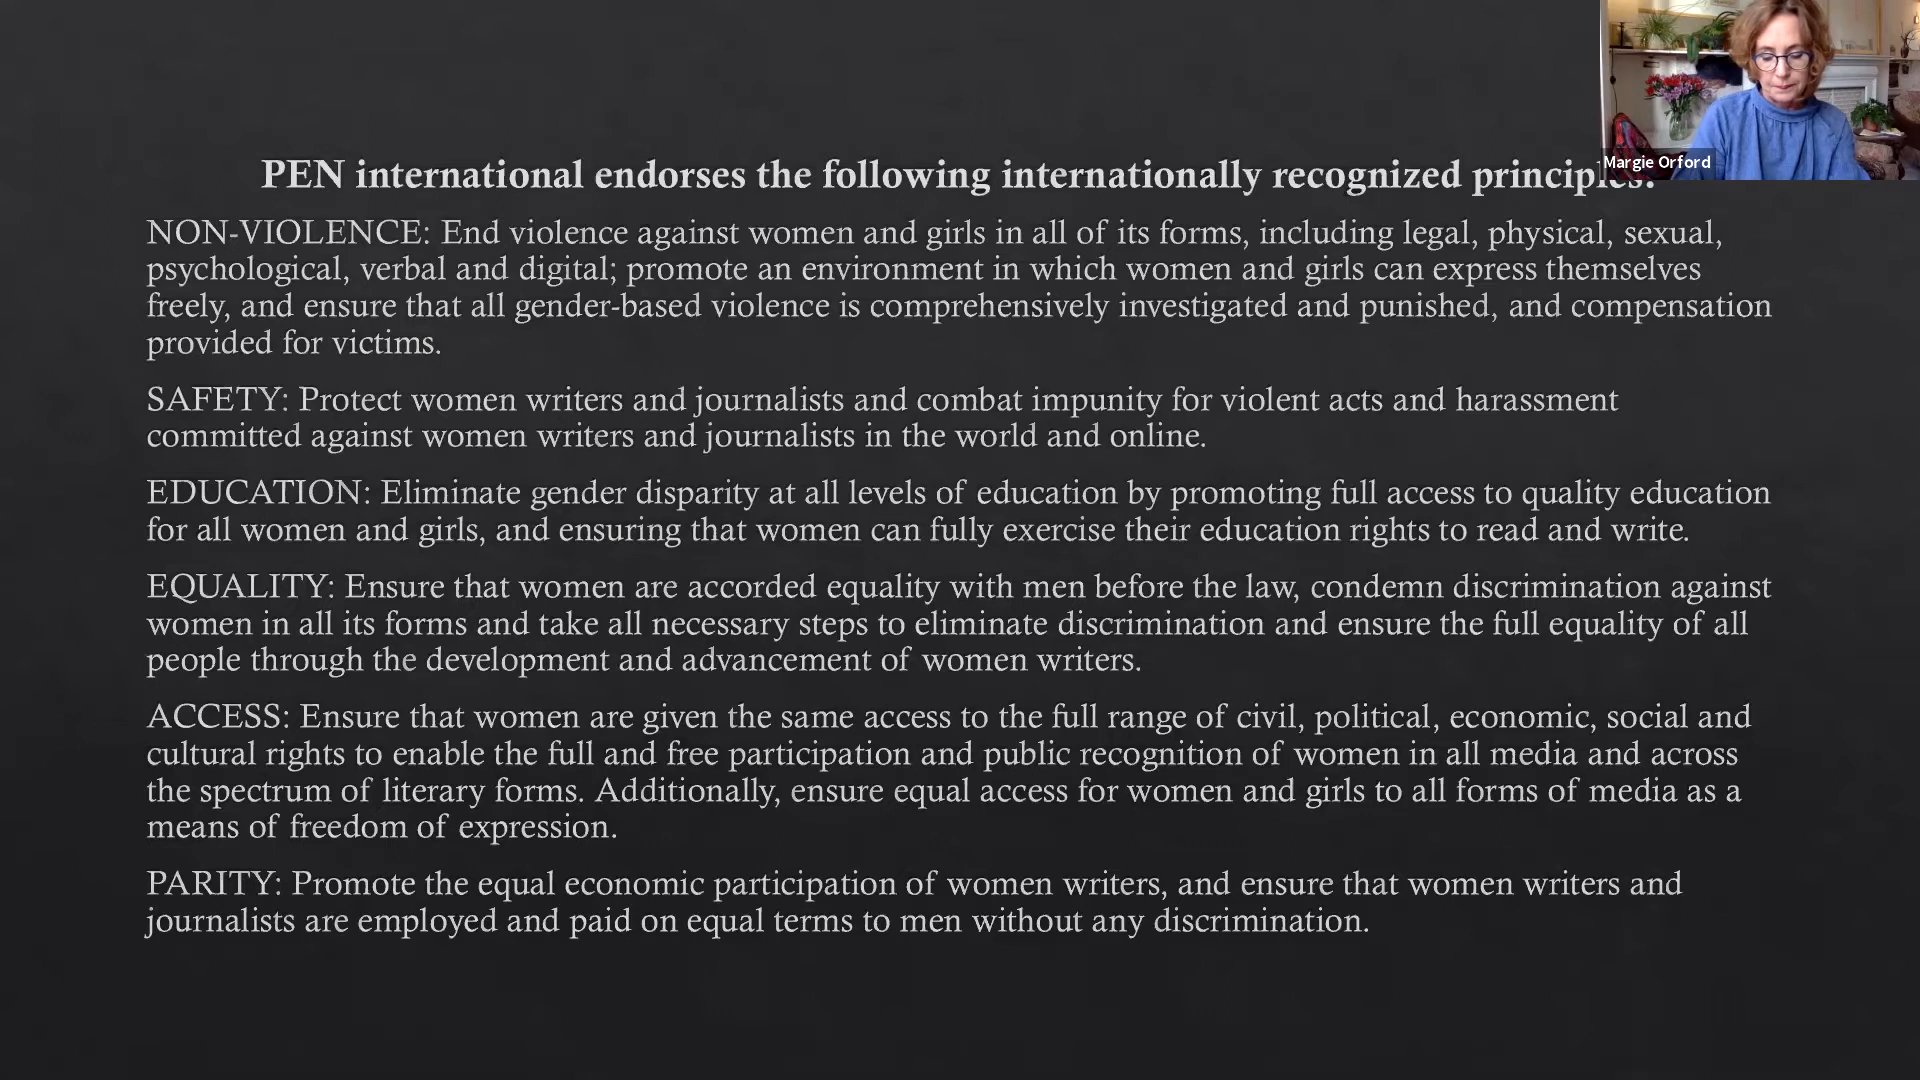 PEN international endorses the following internationally recognized principles:
Margie Orford
NON-VIOLENCE: End violence against women and girls in all of its forms, including legal, physical, sexual,
psychological, verbal and digital; promote an environment in which women and girls can express themselves
freely, and ensure that all gender-based violence is comprehensively investigated and punished, and compensation
provided for victims.
SAFETY: Protect women writers and journalists and combat impunity for violent acts and harassment
committed against women writers and journalists in the world and online.
EDUCATION: Eliminate gender disparity at all levels of education by promoting full access to quality education
for all women and girls, and ensuring that women can fully exercise their education rights to read and write.
EQUALITY: Ensure that women are accorded equality with men before the law, condemn discrimination against
women in all its forms and take all necessary steps to eliminate discrimination and ensure the full equality of all
people through the development and advancement of women writers.
ACCESS: Ensure that women are given the same access to the full range of civil, political, economic, social and
cultural rights to enable the full and free participation and public recognition of women in all media and across
the spectrum of literary forms. Additionally, ensure equal access for women and girls to all forms of media as a
means of freedom of expression.
PARITY: Promote the equal economic participation of women writers, and ensure that women writers and
journalists are employed and paid on equal terms to men without any discrimination.